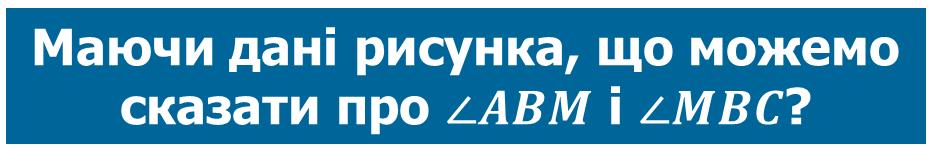 Маючи дані рисунка, що можемо
сказати про ∠ABM і ∠MBC?